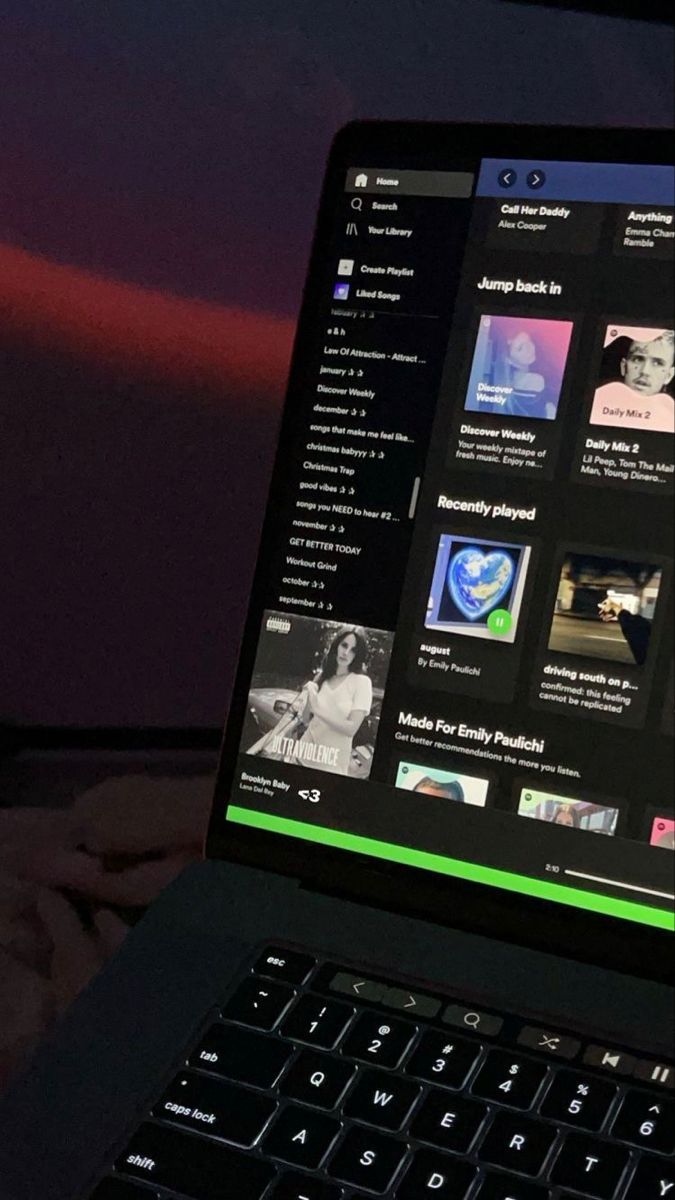 Home
Search
Your Library
Create Playlist
Liked Songs
february ✰ ✰
e & h
Law Of Attraction - Attract ...
january ✰ ✰
Discover Weekly
december ✰ ✰
songs that make me feel like...
christmas babyyy ✰ ✰
Christmas Trap
good vibes ✰ ✰
songs you NEED to hear #2 ...
november ✰ ✰
GET BETTER TODAY
Workout Grind
october ✰✰
september ✰ ✰
ULTRAVIOLENCE
Brooklyn Baby
Lana Del Rey
<3
Call Her Daddy
Alex Cooper
Anything
Emma Cham
Ramble
Jump back in
Discover
Weekly
Discover Weekly
Your weekly mixtape of
fresh music. Enjoy ne...
Daily Mix 2
Daily Mix 2
Lil Peep, Tom The Mail
Man, Young Dinero...
Recently played
august
By Emily Paulichi
driving south on p...
confirmed: this feeling
cannot be replicated
Made For Emily Paulichi
Get better recommendations the more you listen.
2:10
esc
~ ! @ # $ % ^
` 1 2 3 4 5 6
tab Q W E R T Y
caps lock A S D
shift